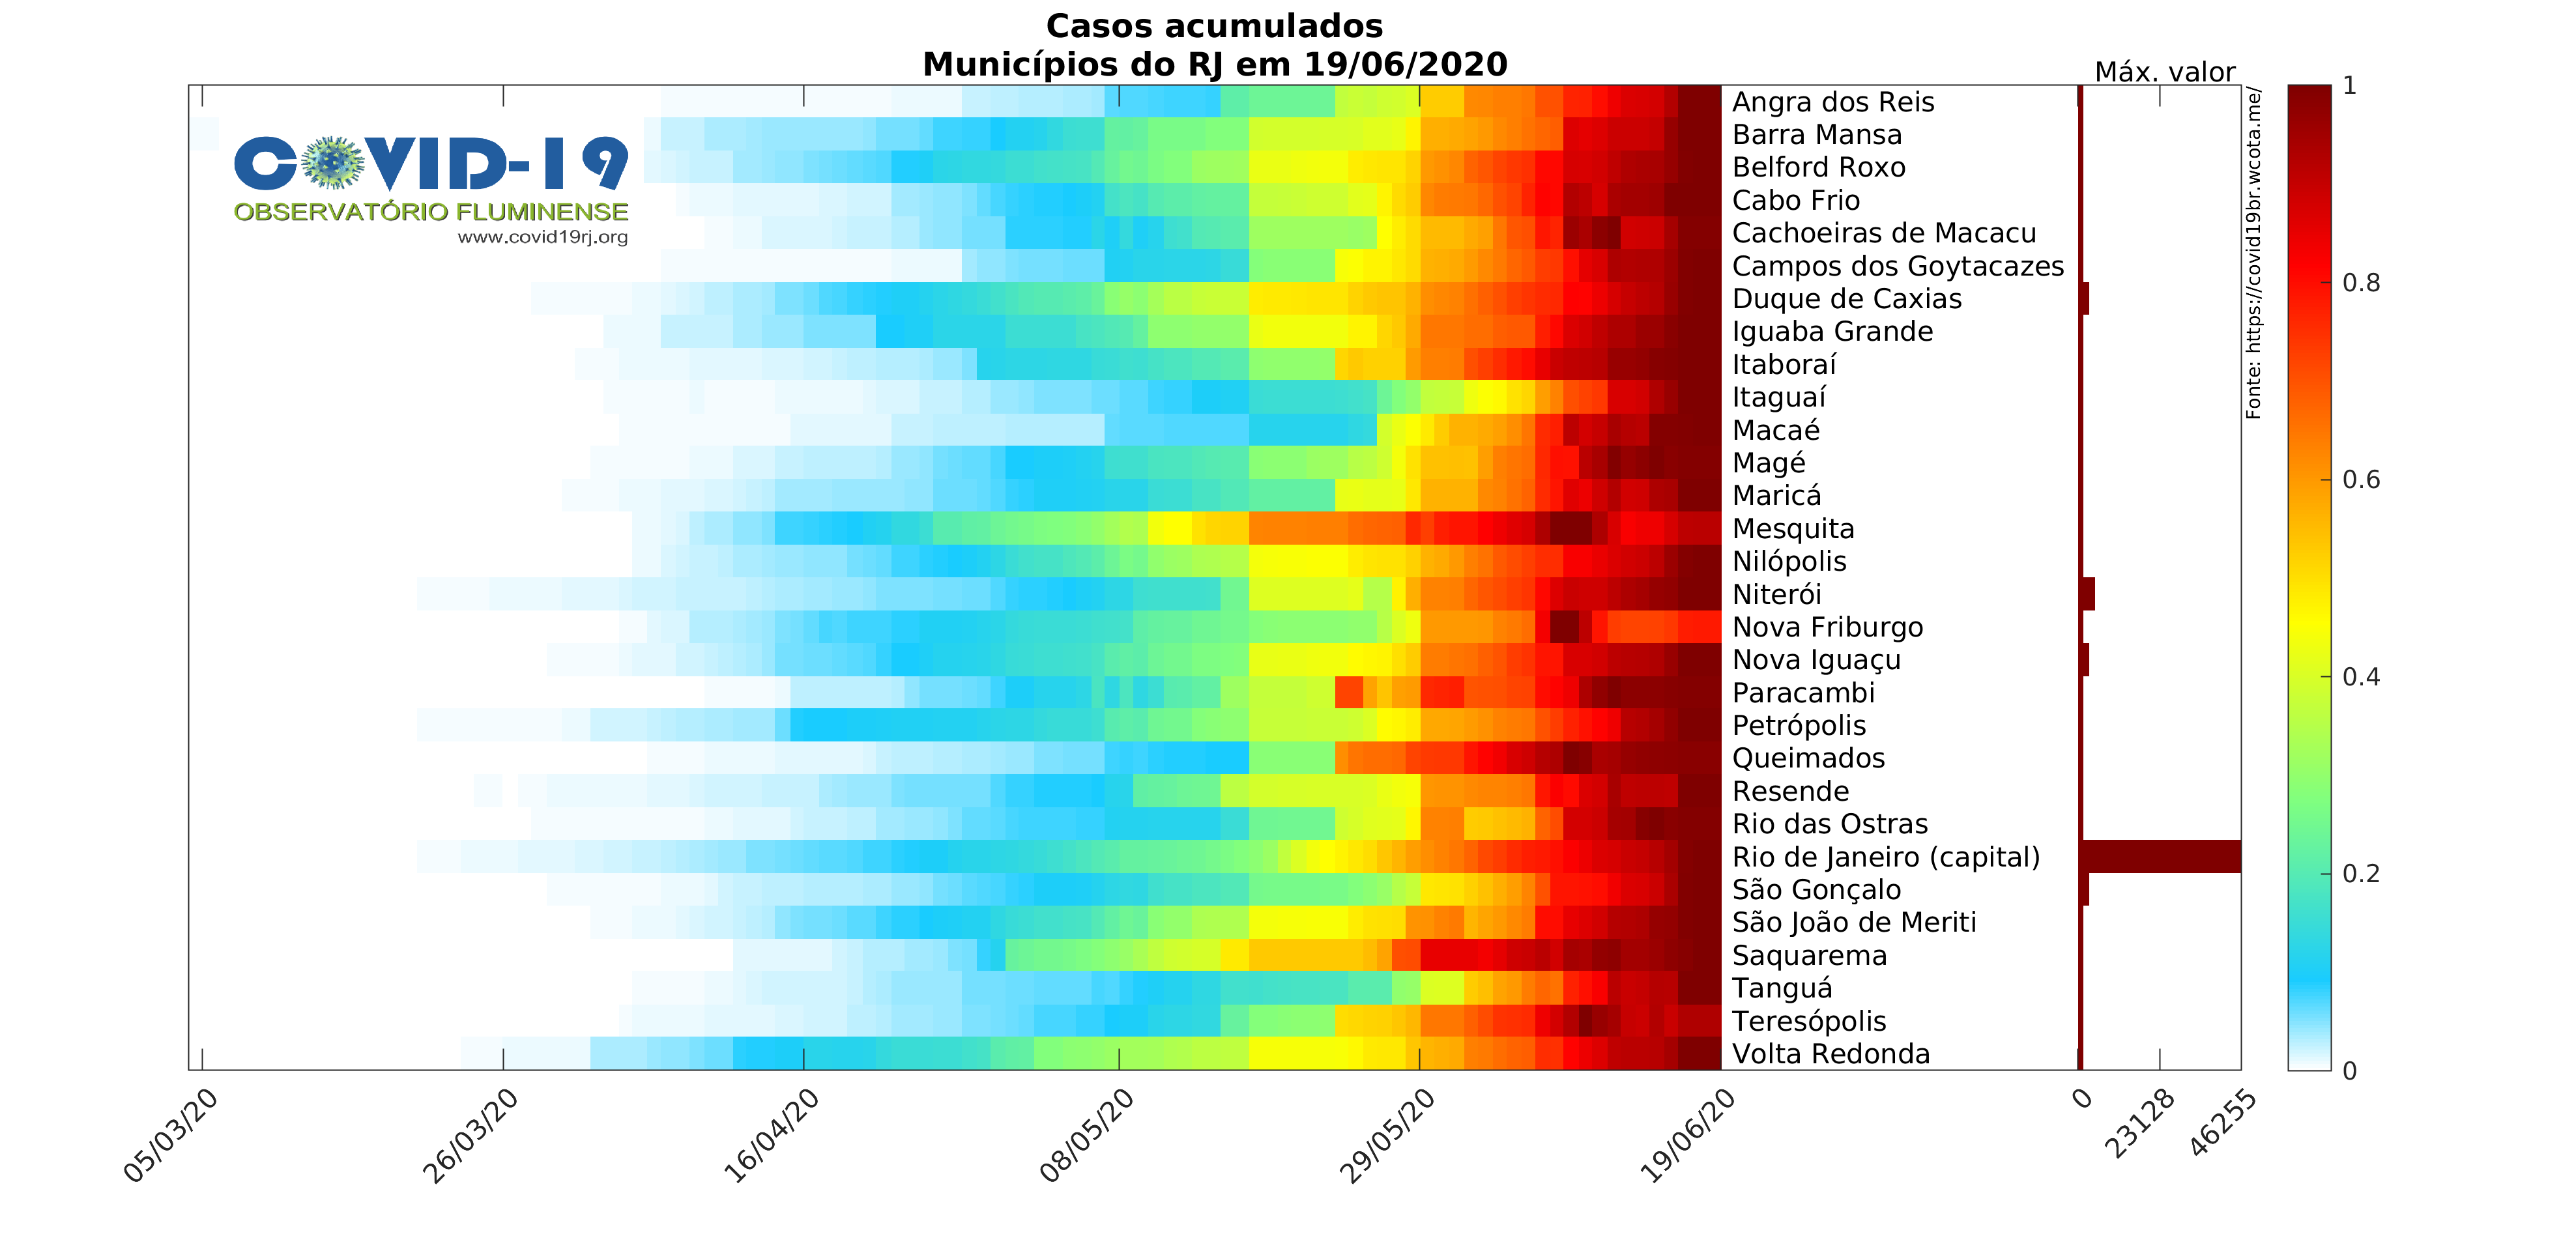 Casos acumulados
Municípios do RJ em 19/06/2020
Máx. valor
COVID-19
OBSERVATÓRIO FLUMINENSE
www.covid19rj.org
Angra dos Reis
Barra Mansa
Belford Roxo
Cabo Frio
Cachoeiras de Macacu
Campos dos Goytacazes
Duque de Caxias
Iguaba Grande
Itaboraí
Itaguaí
Macaé
Magé
Maricá
Mesquita
Nilópolis
Niterói
Nova Friburgo
Nova Iguaçu
Paracambi
Petrópolis
Queimados
Resende
Rio das Ostras
Rio de Janeiro (capital)
São Gonçalo
São João de Meriti
Saquarema
Tanguá
Teresópolis
Volta Redonda
Fonte: https://covid19br.wcota.me/
1
0.8
0.6
0.4
0.2
0
05/03/20
26/03/20
16/04/20
08/05/20
29/05/20
19/06/20
0
23128
46255